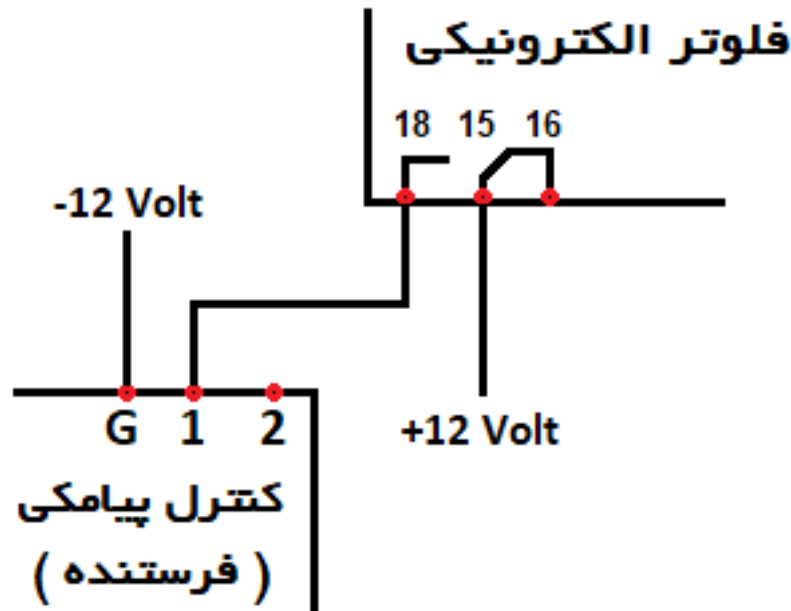 فلوتر الکترونیکی
18 15 16
-12 Volt
+12 Volt
G 1 2
کنترل پیامکی
( فرستنده )